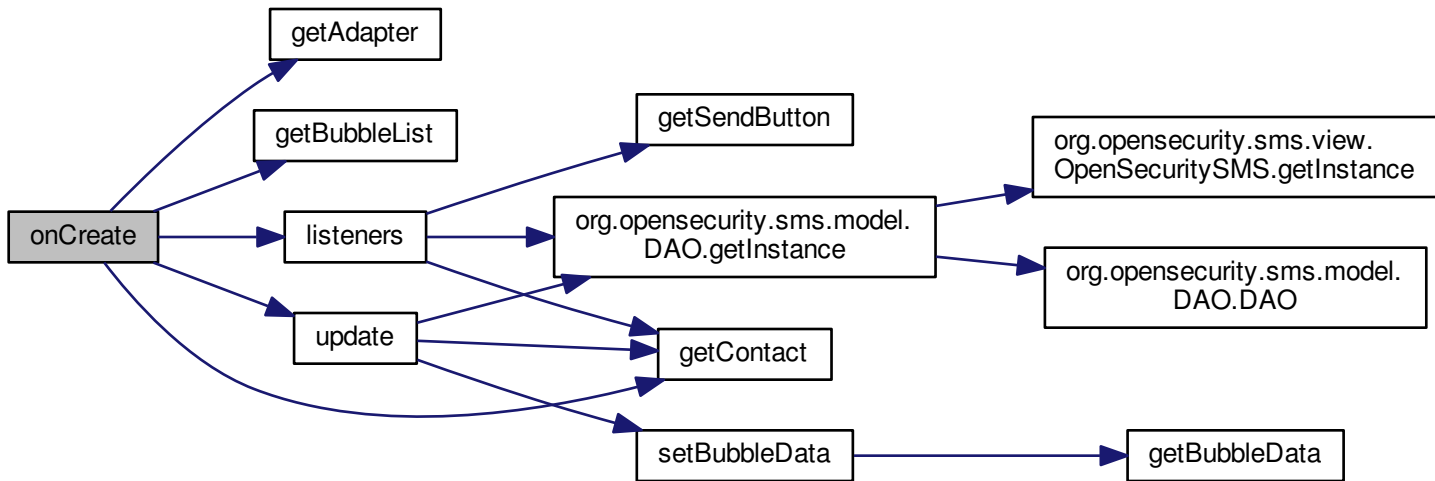 getAdapter
getBubbleList
getSendButton
org.opensecurity.sms.view.
OpenSecuritySMS.getInstance
onCreate
listeners
org.opensecurity.sms.model.
DAO.getInstance
org.opensecurity.sms.model.
DAO.DAO
update
getContact
setBubbleData
getBubbleData